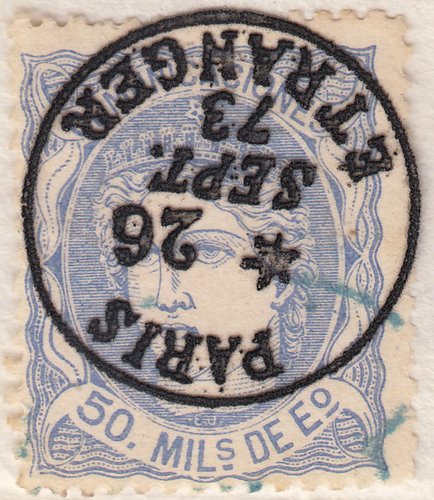 PARIS
* 26
SEPT.
73
ETRANGER
50. MILS DE Eº